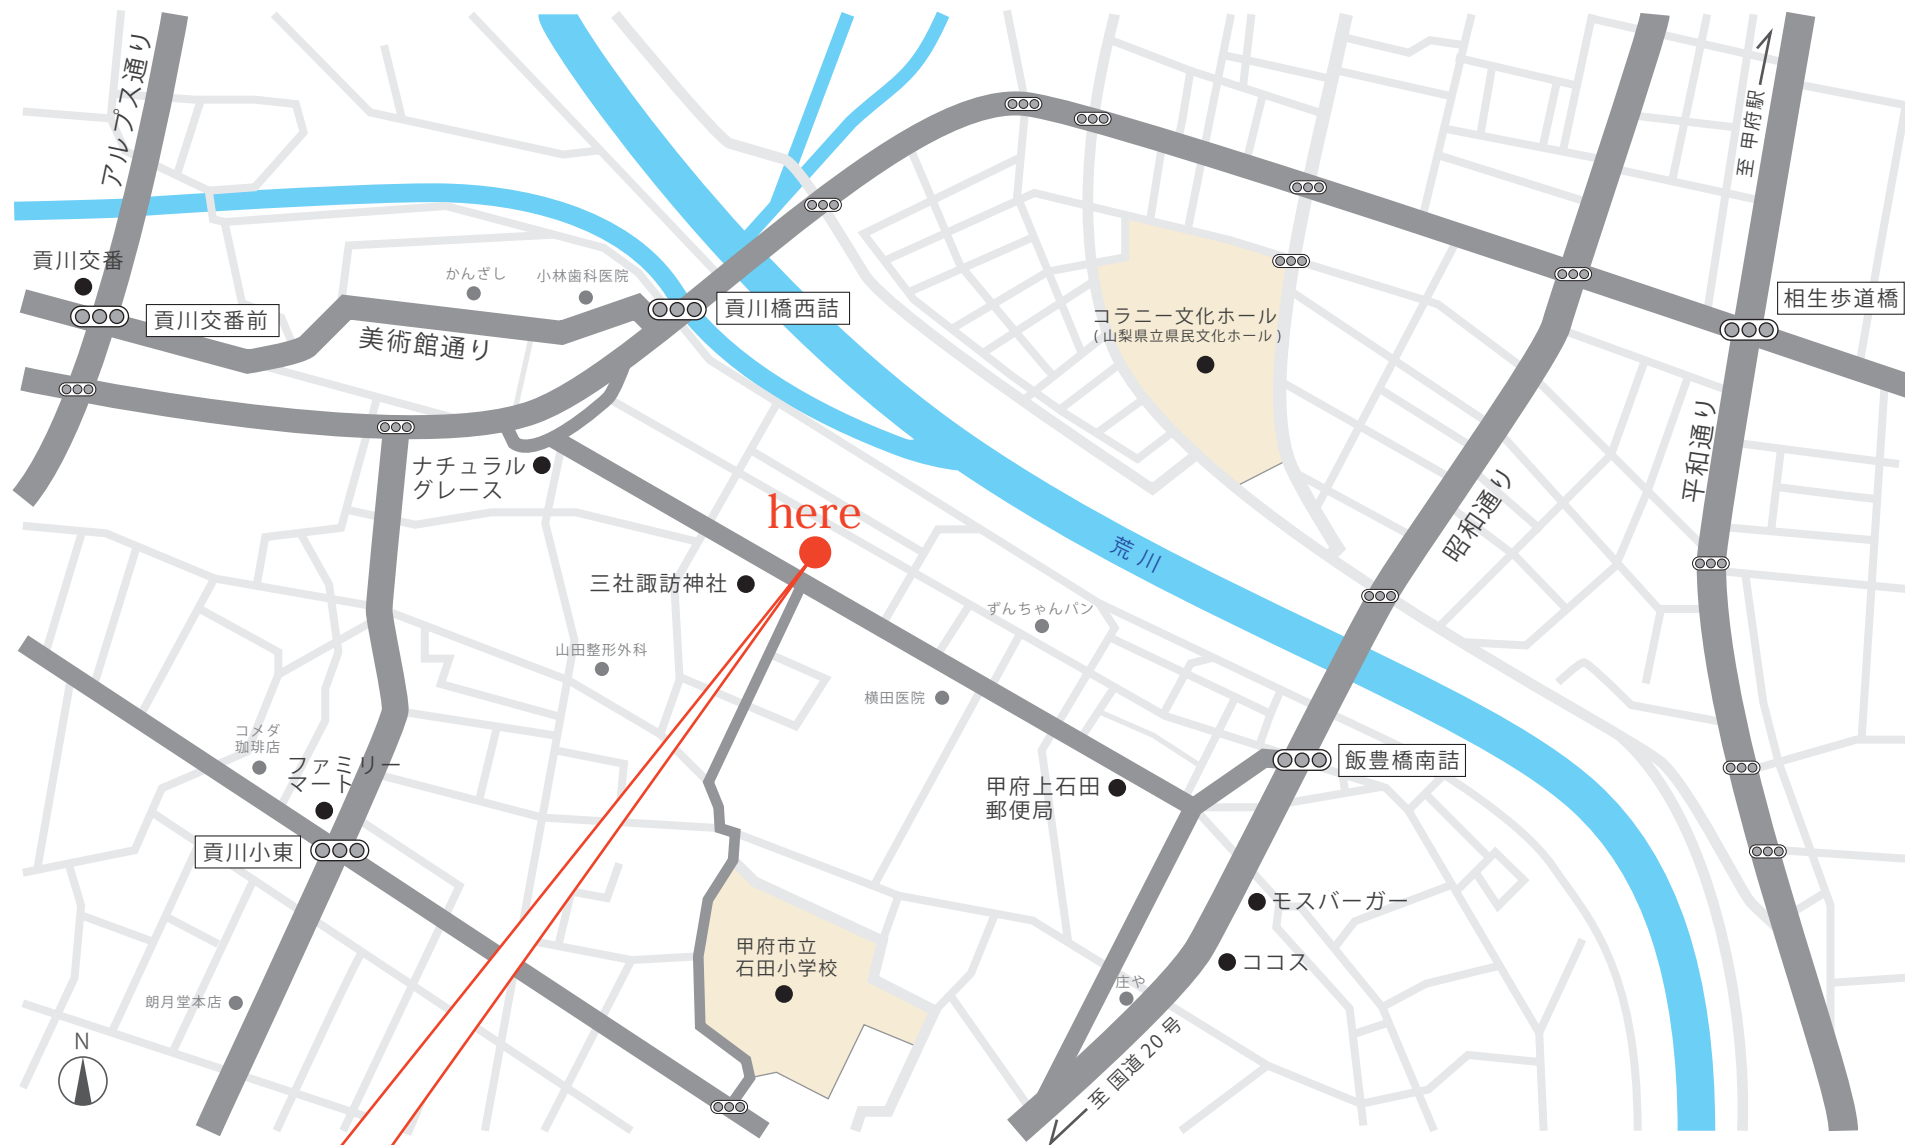 アルプス通り
至 甲府駅
貢川交番
貢川交番前
かんざし
小林歯科医院
貢川橋西詰
美術館通り
コラニー文化ホール
(山梨県立県民文化ホール)
相生歩道橋
平和通り
昭和通り
ナチュラル
グレース
here
荒川
三社諏訪神社
ずんちゃんパン
山田整形外科
横田医院
コメダ
珈琲店
ファミリー
マート
甲府上石田
郵便局
飯豊橋南詰
貢川小東
モスバーガー
甲府市立
石田小学校
ココス
庄や
朗月堂本店
至 国道20号
N